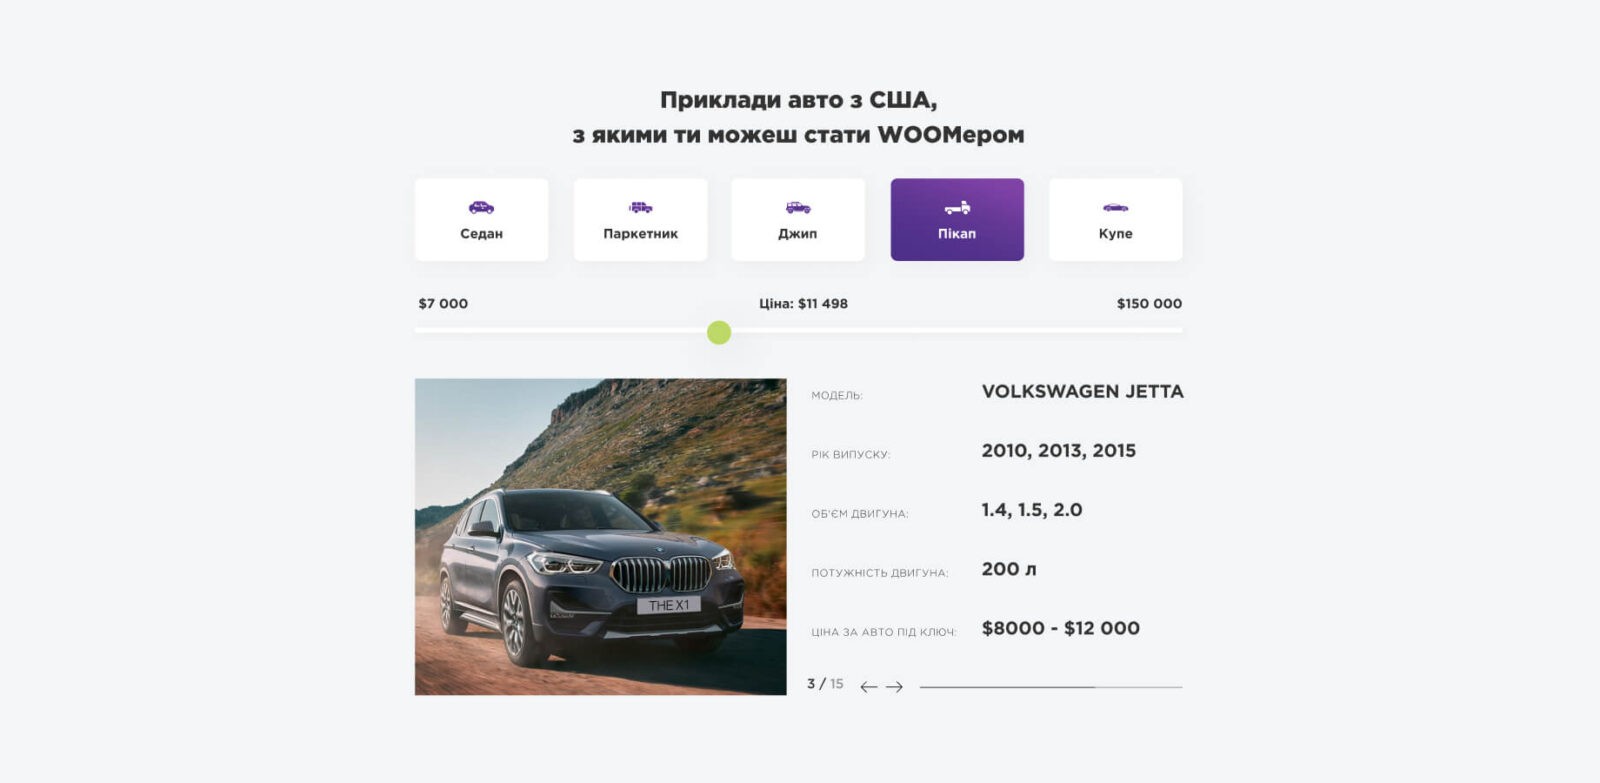 Приклади авто з США,
з якими ти можеш стати WOOMером
Седан
Паркетник
Джип
Пікап
Купе
$7 000
Ціна: $11 498
$150 000
МОДЕЛЬ: VOLKSWAGEN JETTA
РІК ВИПУСКУ: 2010, 2013, 2015
ОБ'ЄМ ДВИГУНА: 1.4, 1.5, 2.0
ПОТУЖНІСТЬ ДВИГУНА: 200 л
ЦІНА ЗА АВТО ПІД КЛЮЧ: $8000 - $12 000
THE X1
3 / 15